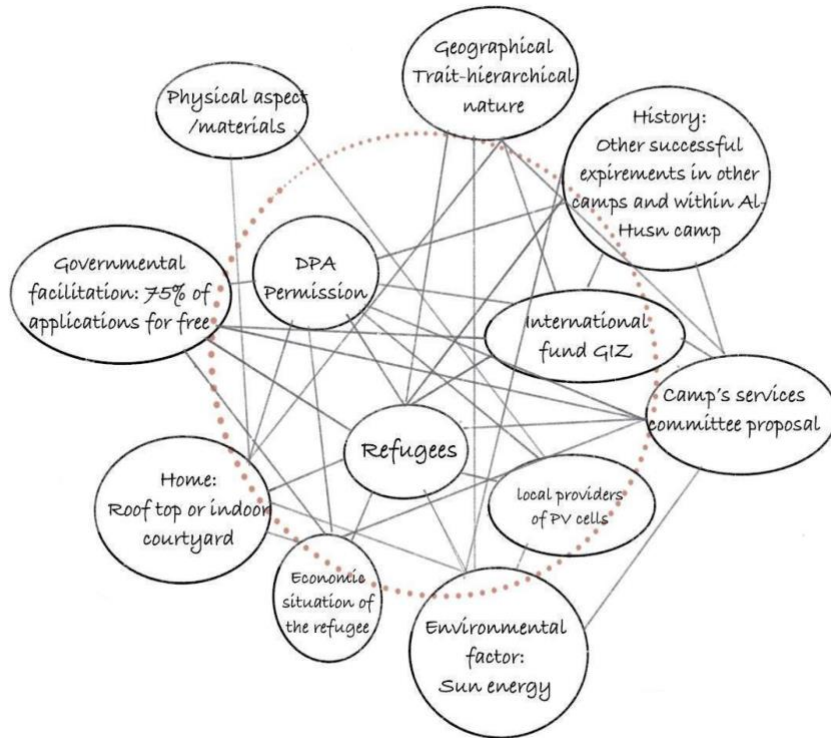 Geographical
Trait-hierarchical
nature
Physical aspect
/materials
History:
Other successful
expirements in other
camps and within Al-
Husn camp
Governmental
facilitation: 75% of
applications for free
DPA
Permission
International
fund GIZ
Camp's services
committee proposal
Refugees
Home:
Roof top or indoor
courtyard
local providers
of PV cells
Economic
situation of
the refugee
Environmental
factor:
Sun energy